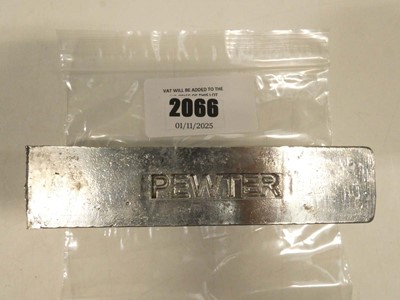 VAT WILL BE ADDED TO THE
2066
01/11/2025
PEWTER